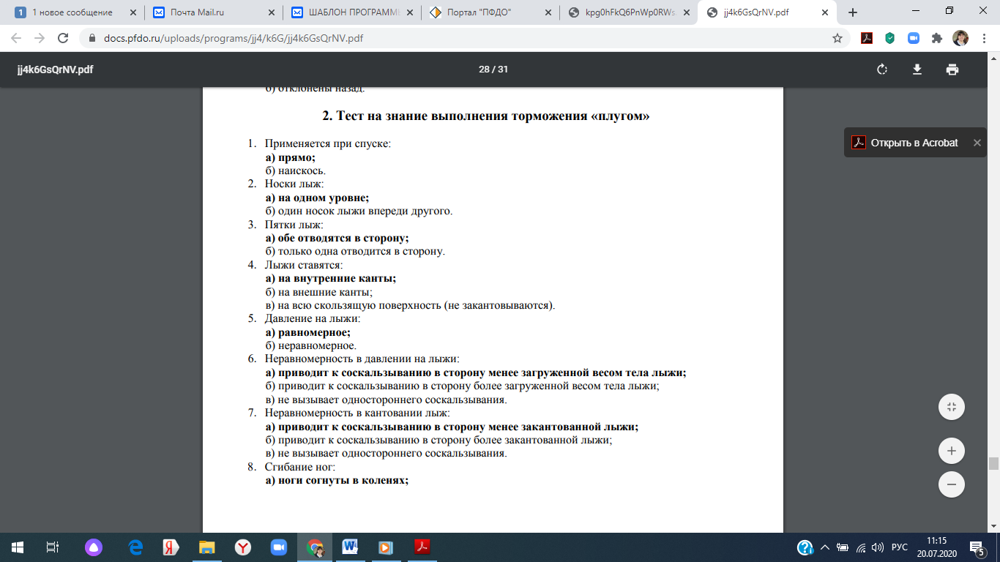 1 новое сообщение
Почта Mail.ru
ШАБЛОН ПРОГРАММЫ
Портал "ПФДО"
kpg0hFkQ6PnWp0RWs
jj4k6GsQrNV.pdf
docs.pfdo.ru/uploads/programs/jj4/k6G/jj4k6GsQrNV.pdf
jj4k6GsQrNV.pdf
28 / 31
б) отклонены назад.
2. Тест на знание выполнения торможения «плугом»
Открыть в Acrobat
1. Применяется при спуске:
а) прямо;
б) наискось.
2. Носки лыж:
а) на одном уровне;
б) один носок лыжи впереди другого.
3. Пятки лыж:
а) обе отводятся в сторону;
б) только одна отводится в сторону.
4. Лыжи ставятся:
а) на внутренние канты;
б) на внешние канты;
в) на всю скользящую поверхность (не закантовываются).
5. Давление на лыжи:
а) равномерное;
б) неравномерное.
6. Неравномерность в давлении на лыжи:
а) приводит к соскальзыванию в сторону менее загруженной весом тела лыжи;
б) приводит к соскальзыванию в сторону более загруженной весом тела лыжи;
в) не вызывает одностороннего соскальзывания.
7. Неравномерность в кантовании лыж:
а) приводит к соскальзыванию в сторону менее закантованной лыжи;
б) приводит к соскальзыванию в сторону более закантованной лыжи;
в) не вызывает одностороннего соскальзывания.
8. Сгибание ног:
а) ноги согнуты в коленях;
РУС
11:15
20.07.2020
5